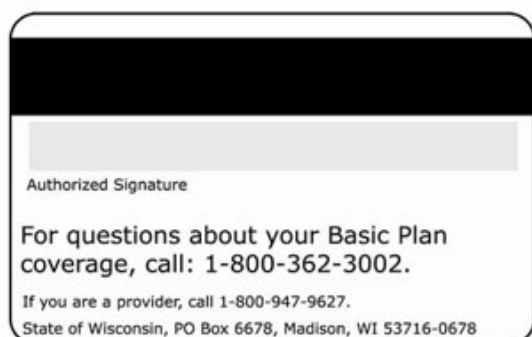 Authorized Signature
For questions about your Basic Plan
coverage, call: 1-800-362-3002.
If you are a provider, call 1-800-947-9627.
State of Wisconsin, PO Box 6678, Madison, WI 53716-0678